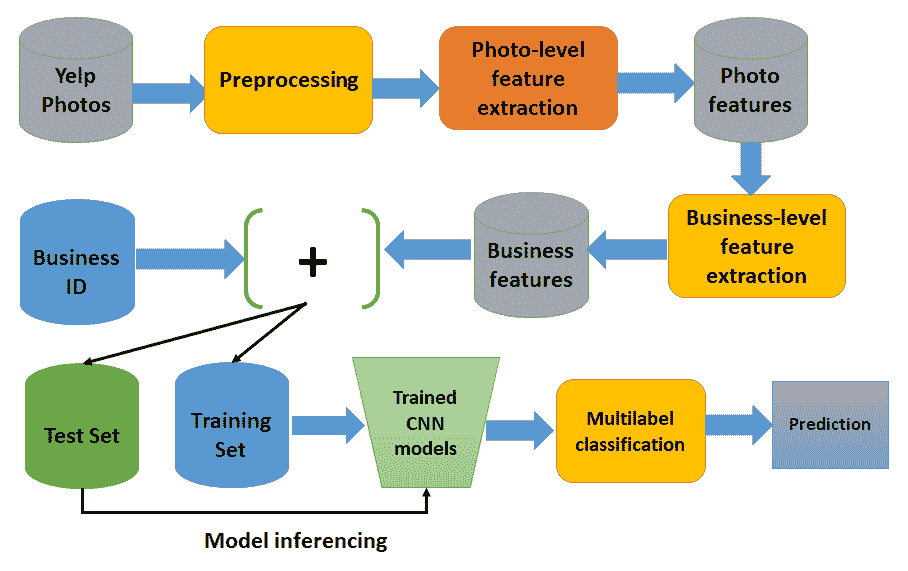 Yelp
Photos
Preprocessing
Photo-level
feature
extraction
Photo
features
Business
ID
+
Business
features
Business-level
feature
extraction
Test Set
Training
Set
Trained
CNN
models
Multilabel
classification
Prediction
Model inferencing